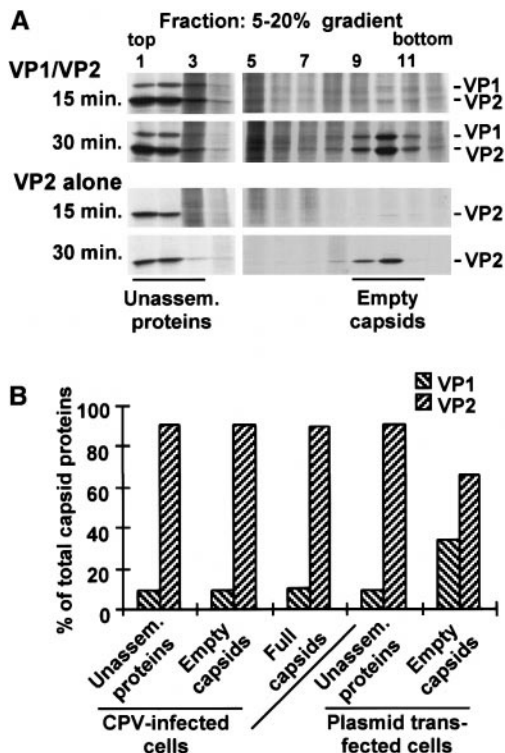 A
Fraction: 5-20% gradient
top
bottom
1 3 5 7 9 11
VP1/VP2
15 min.
-VP1
-VP2
30 min.
-VP1
-VP2
VP2 alone
15 min.
-VP2
30 min.
-VP2
Unassem.
proteins
Empty
capsids
B
VP1
VP2
% of total capsid proteins
100
80
60
40
20
0
Unassem.
proteins
Empty
capsids
Full
capsids
Unassem.
proteins
Empty
capsids
CPV-infected
cells
Plasmid trans-
fected cells